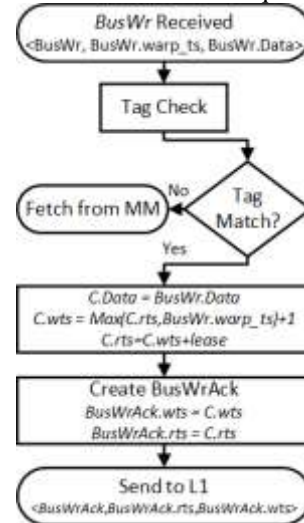 BusWr Received
<BusWr, BusWr.warp_ts, BusWr.Data>
Tag Check
Tag
Match?
No
Fetch from MM
Yes
C.Data = BusWr.Data
C.wts = Max(C.rts,BusWr.warp_ts)+1
C.rts=C.wts+lease
Create BusWrAck
BusWrAck.wts = C.wts
BusWrAck.rts = C.rts
Send to L1
<BusWrAck,BusWrAck.rts,BusWrAck.wts>